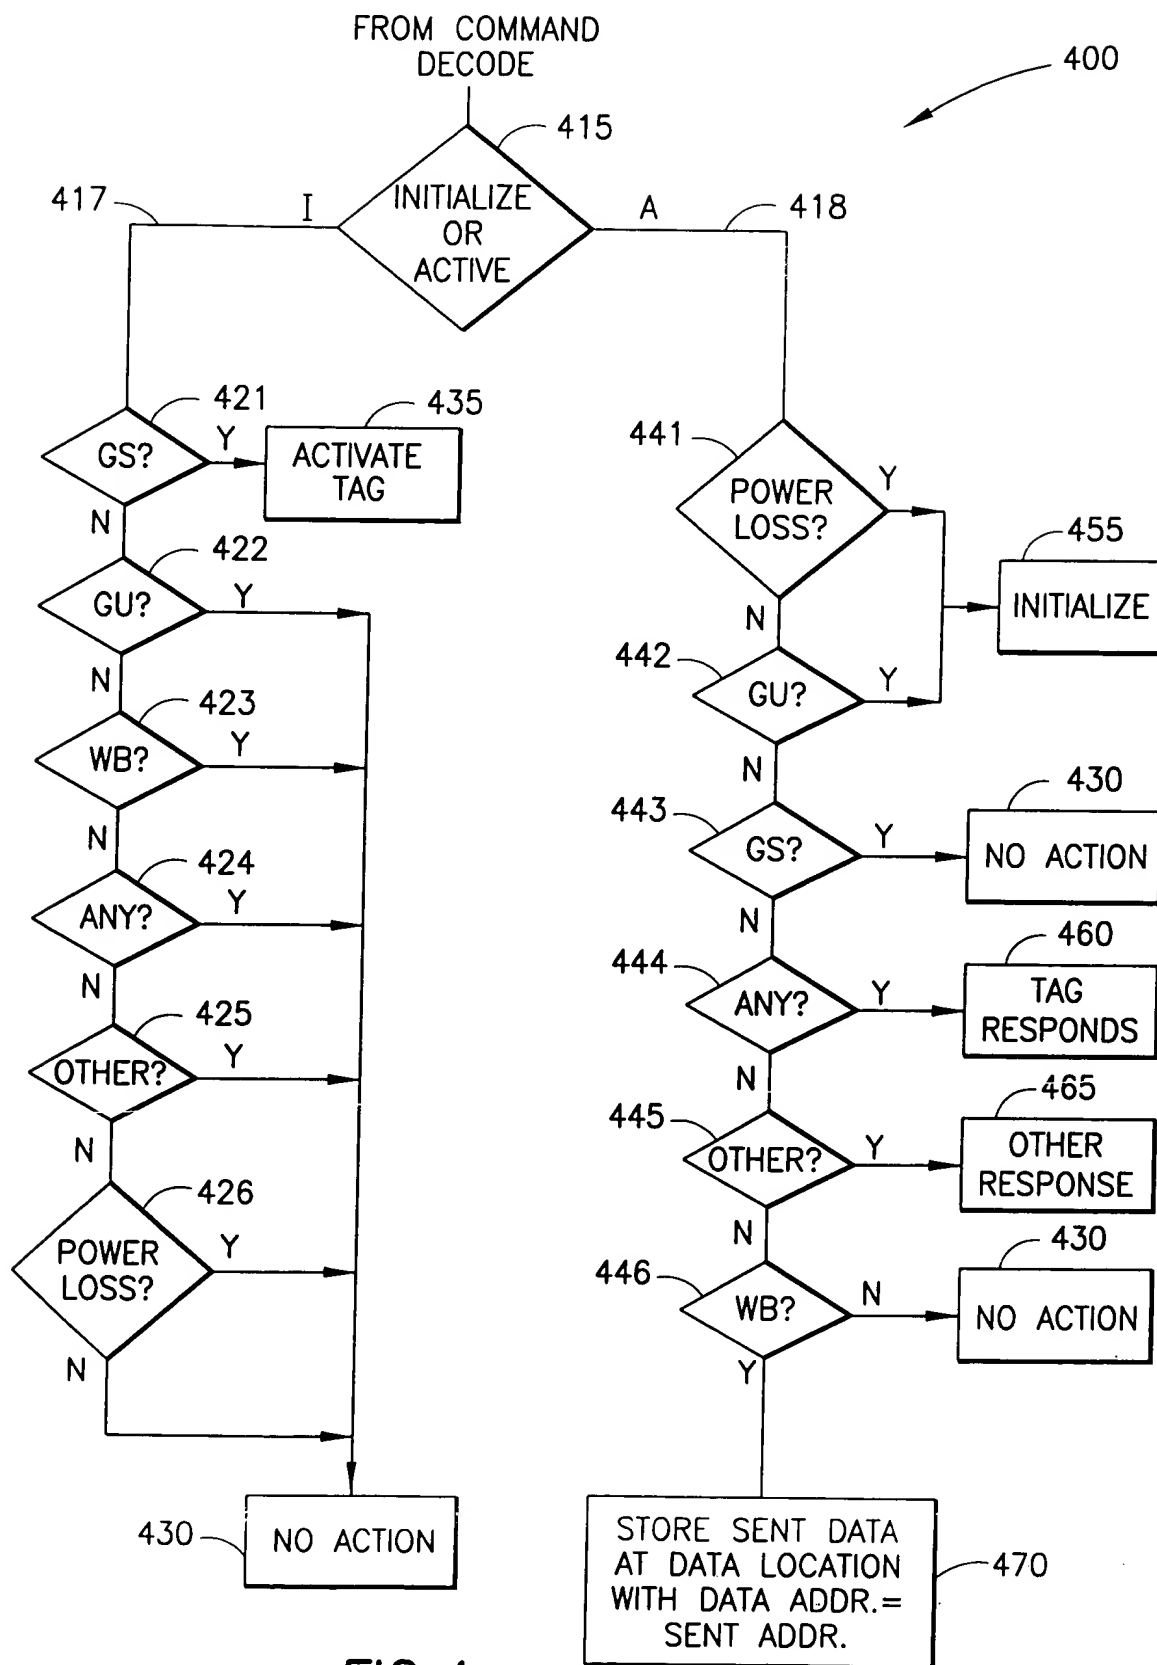 FROM COMMAND
DECODE
400
415
417
I
INITIALIZE
OR
ACTIVE
A
418
421
GS?
Y
435
ACTIVATE
TAG
N
422
GU?
Y
N
423
WB?
Y
N
424
ANY?
Y
N
425
OTHER?
Y
N
426
POWER
LOSS?
Y
N
430
NO ACTION
441
POWER
LOSS?
Y
455
INITIALIZE
N
442
GU?
Y
N
443
GS?
Y
430
NO ACTION
N
444
ANY?
Y
460
TAG
RESPONDS
N
445
OTHER?
Y
465
OTHER
RESPONSE
N
446
WB?
N
430
NO ACTION
Y
STORE SENT DATA
AT DATA LOCATION
WITH DATA ADDR.=
SENT ADDR.
470